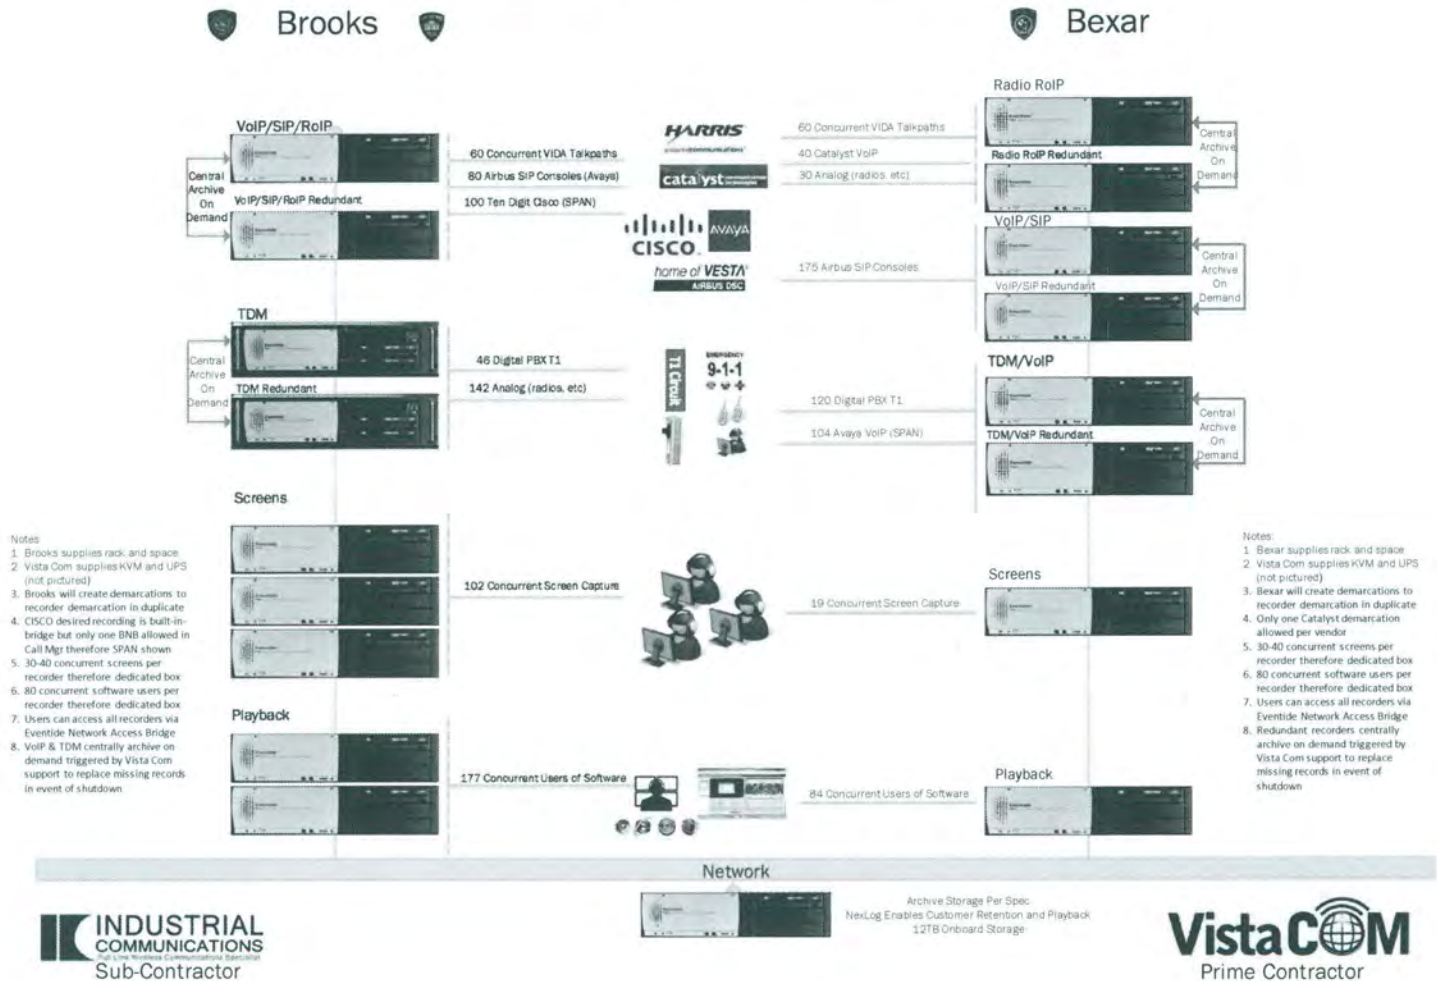 Brooks
Bexar
VoIP/SIP/RoIP
Central
Archive
On
Demand
VoIP/SIP/RoIP Redundant
60 Concurrent VIDA Talkpaths
80 Airbus SIP Consoles (Avaya)
100 Ten Digit Cisco (SPAN)
TDM
Central
Archive
On
Demand
TDM Redundant
46 Digital PBX T1
142 Analog (radios, etc)
Screens
102 Concurrent Screen Capture
Playback
177 Concurrent Users of Software
Notes
1 Brooks supplies rack and space
2 Vista Com supplies KVM and UPS
(not pictured)
3. Brooks will create demarcations to
recorder demarcation in duplicate
4. CISCO desired recording is built-in-
bridge but only one BNB allowed in
Call Mgr therefore SPAN shown
5. 30-40 concurrent screens per
recorder therefore dedicated box
6. 80 concurrent software users per
recorder therefore dedicated box
7. Users can access all recorders via
Eventide Network Access Bridge
8. VoIP & TDM centrally archive on
demand triggered by Vista Com
support to replace missing records
in event of shutdown
HARRIS
catalyst
CISCO
AVAYA
home of VESTA
AIRBUS DSC
T1 Circuit
EMERGENCY
9-1-1
Radio RoIP
60 Concurrent VIDA Talkpaths
40 Catalyst VoIP
30 Analog (radios, etc)
Radio RoIP Redundant
Central
Archive
On
Demand
VoIP/SIP
175 Airbus SIP Consoles
VoIP/SIP Redundant
Central
Archive
On
Demand
TDM/VoIP
120 Digital PBX T1
104 Avaya VoIP (SPAN)
TDM/VoIP Redundant
Central
Archive
On
Demand
Screens
19 Concurrent Screen Capture
Playback
84 Concurrent Users of Software
Notes:
1 Bexar supplies rack and space
2 Vista Com supplies KVM and UPS
(not pictured)
3. Bexar will create demarcations to
recorder demarcation in duplicate
4. Only one Catalyst demarcation
allowed per vendor
5. 30-40 concurrent screens per
recorder therefore dedicated box
6. 80 concurrent software users per
recorder therefore dedicated box
7. Users can access all recorders via
Eventide Network Access Bridge
8. Redundant recorders centrally
archive on demand triggered by
Vista Com support to replace
missing records in event of
shutdown
Network
Archive Storage Per Spec
NexLog Enables Customer Retention and Playback
12TB Onboard Storage
INDUSTRIAL
COMMUNICATIONS
Full Line Wireless Communications Specialist
Sub-Contractor
VistaCOM
Prime Contractor